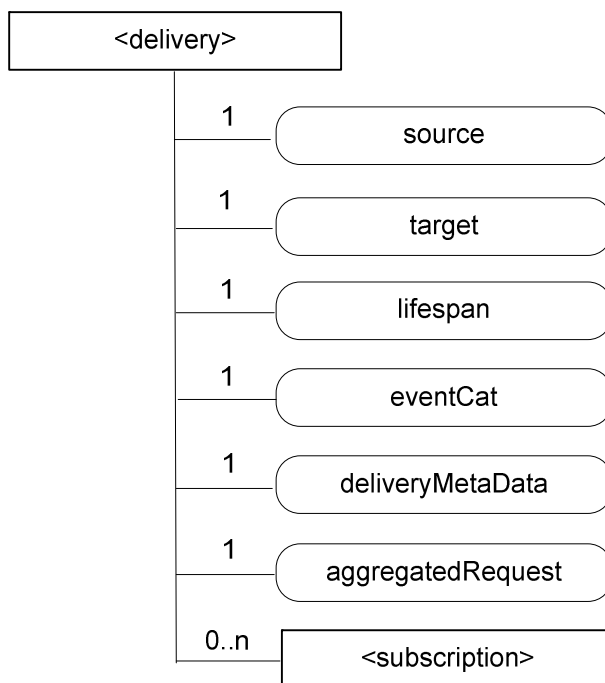 <delivery>
1
source
1
target
1
lifespan
1
eventCat
1
deliveryMetaData
1
aggregatedRequest
0..n
<subscription>